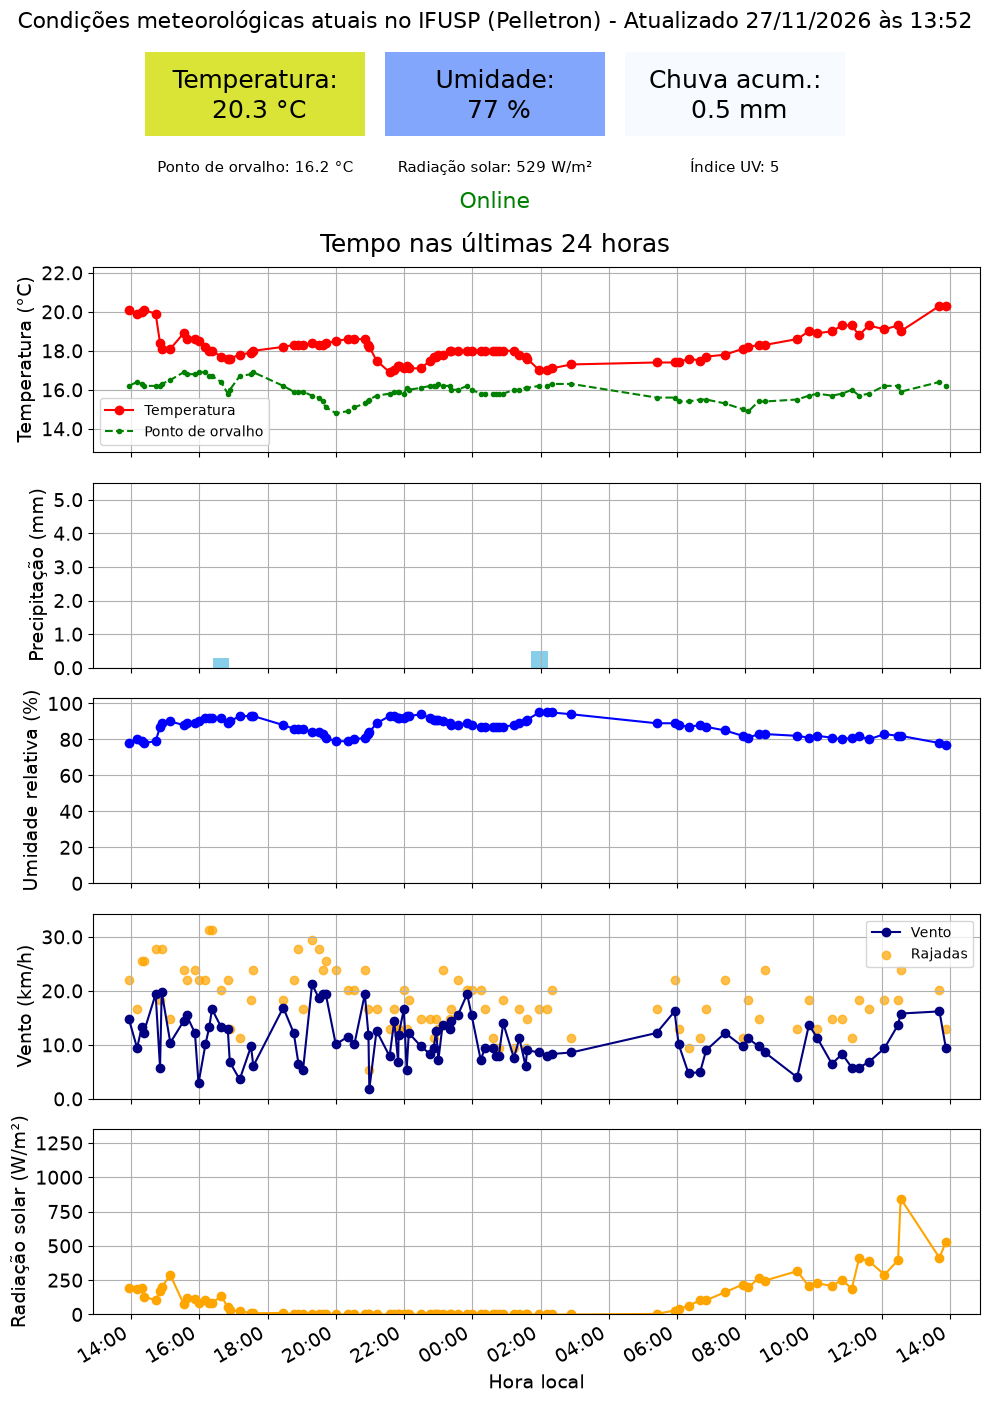 Condições meteorológicas atuais no IFUSP (Pelletron) - Atualizado 27/11/2026 às 13:52
Temperatura:
20.3 °C
Umidade:
77 %
Chuva acum.:
0.5 mm
Ponto de orvalho: 16.2 °C
Radiação solar: 529 W/m²
Índice UV: 5
Online
Tempo nas últimas 24 horas
Temperatura (°C)
22.0
20.0
18.0
16.0
14.0
Temperatura
Ponto de orvalho
Precipitação (mm)
5.0
4.0
3.0
2.0
1.0
0.0
Umidade relativa (%)
100
80
60
40
20
0
Vento (km/h)
30.0
20.0
10.0
0.0
Vento
Rajadas
Radiação solar (W/m²)
1250
1000
750
500
250
0
14:00
16:00
18:00
20:00
22:00
00:00
02:00
04:00
06:00
08:00
10:00
12:00
14:00
Hora local